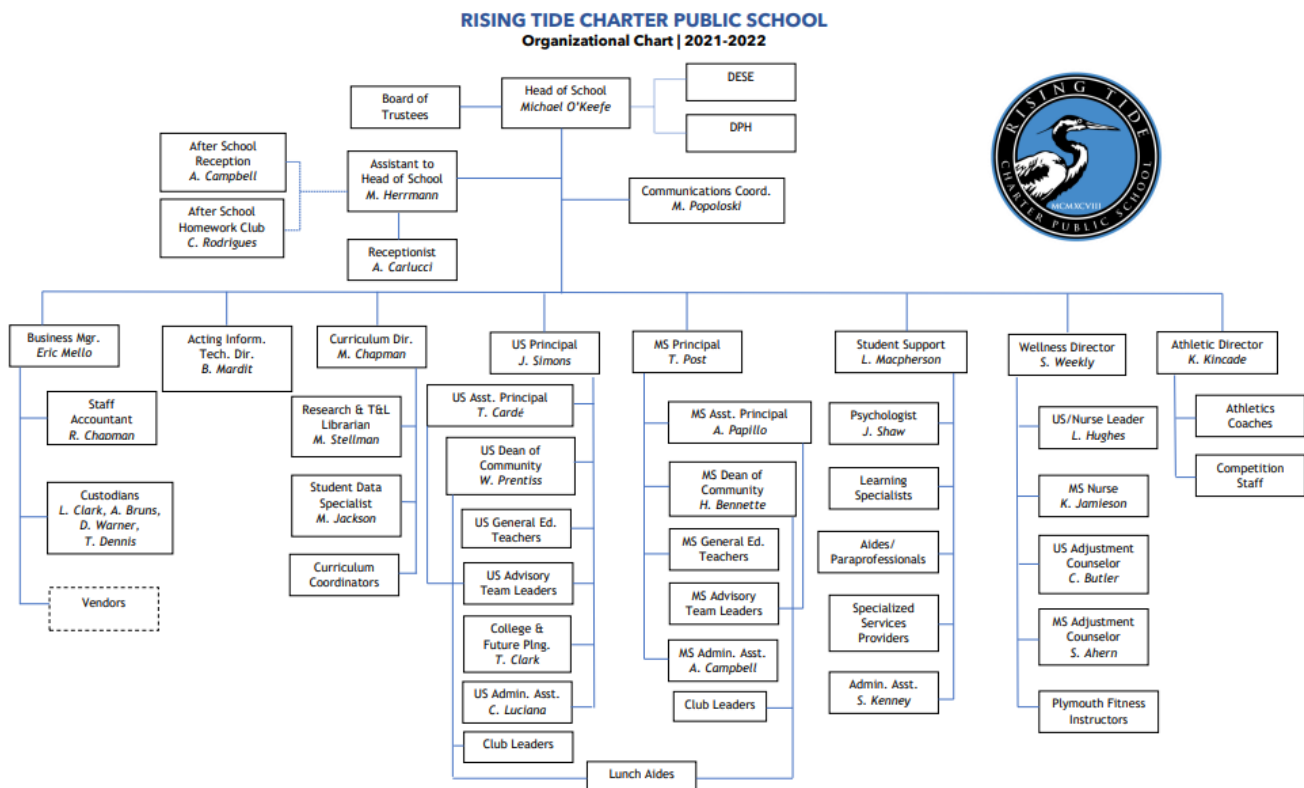 RISING TIDE CHARTER PUBLIC SCHOOL
Organizational Chart | 2021-2022
Board of
Trustees
Head of School
Michael O'Keefe
DESE
DPH
RISING TIDE
CHARTER PUBLIC SCHOOL
MCMXCVIII
After School
Reception
A. Campbell
After School
Homework Club
C. Rodrigues
Assistant to
Head of School
M. Herrmann
Receptionist
A. Carlucci
Communications Coord.
M. Popoloski
Business Mgr.
Eric Mello
Staff
Accountant
R. Chapman
Custodians
L. Clark, A. Bruns,
D. Warner,
T. Dennis
Vendors
Acting Inform.
Tech. Dir.
B. Mardit
Curriculum Dir.
M. Chapman
Research & T&L
Librarian
M. Stellman
Student Data
Specialist
M. Jackson
Curriculum
Coordinators
US Principal
J. Simons
US Asst. Principal
T. Cardé
US Dean of
Community
W. Prentiss
US General Ed.
Teachers
US Advisory
Team Leaders
College &
Future Plng.
T. Clark
US Admin. Asst.
C. Luciana
Club Leaders
MS Principal
T. Post
MS Asst. Principal
A. Papillo
MS Dean of
Community
H. Bennette
MS General Ed.
Teachers
MS Advisory
Team Leaders
MS Admin. Asst.
A. Campbell
Club Leaders
Lunch Aides
Student Support
L. Macpherson
Psychologist
J. Shaw
Learning
Specialists
Aides/
Paraprofessionals
Specialized
Services
Providers
Admin. Asst.
S. Kenney
Wellness Director
S. Weekly
US/Nurse Leader
L. Hughes
MS Nurse
K. Jamieson
US Adjustment
Counselor
C. Butler
MS Adjustment
Counselor
S. Ahern
Plymouth Fitness
Instructors
Athletic Director
K. Kincade
Athletics
Coaches
Competition
Staff